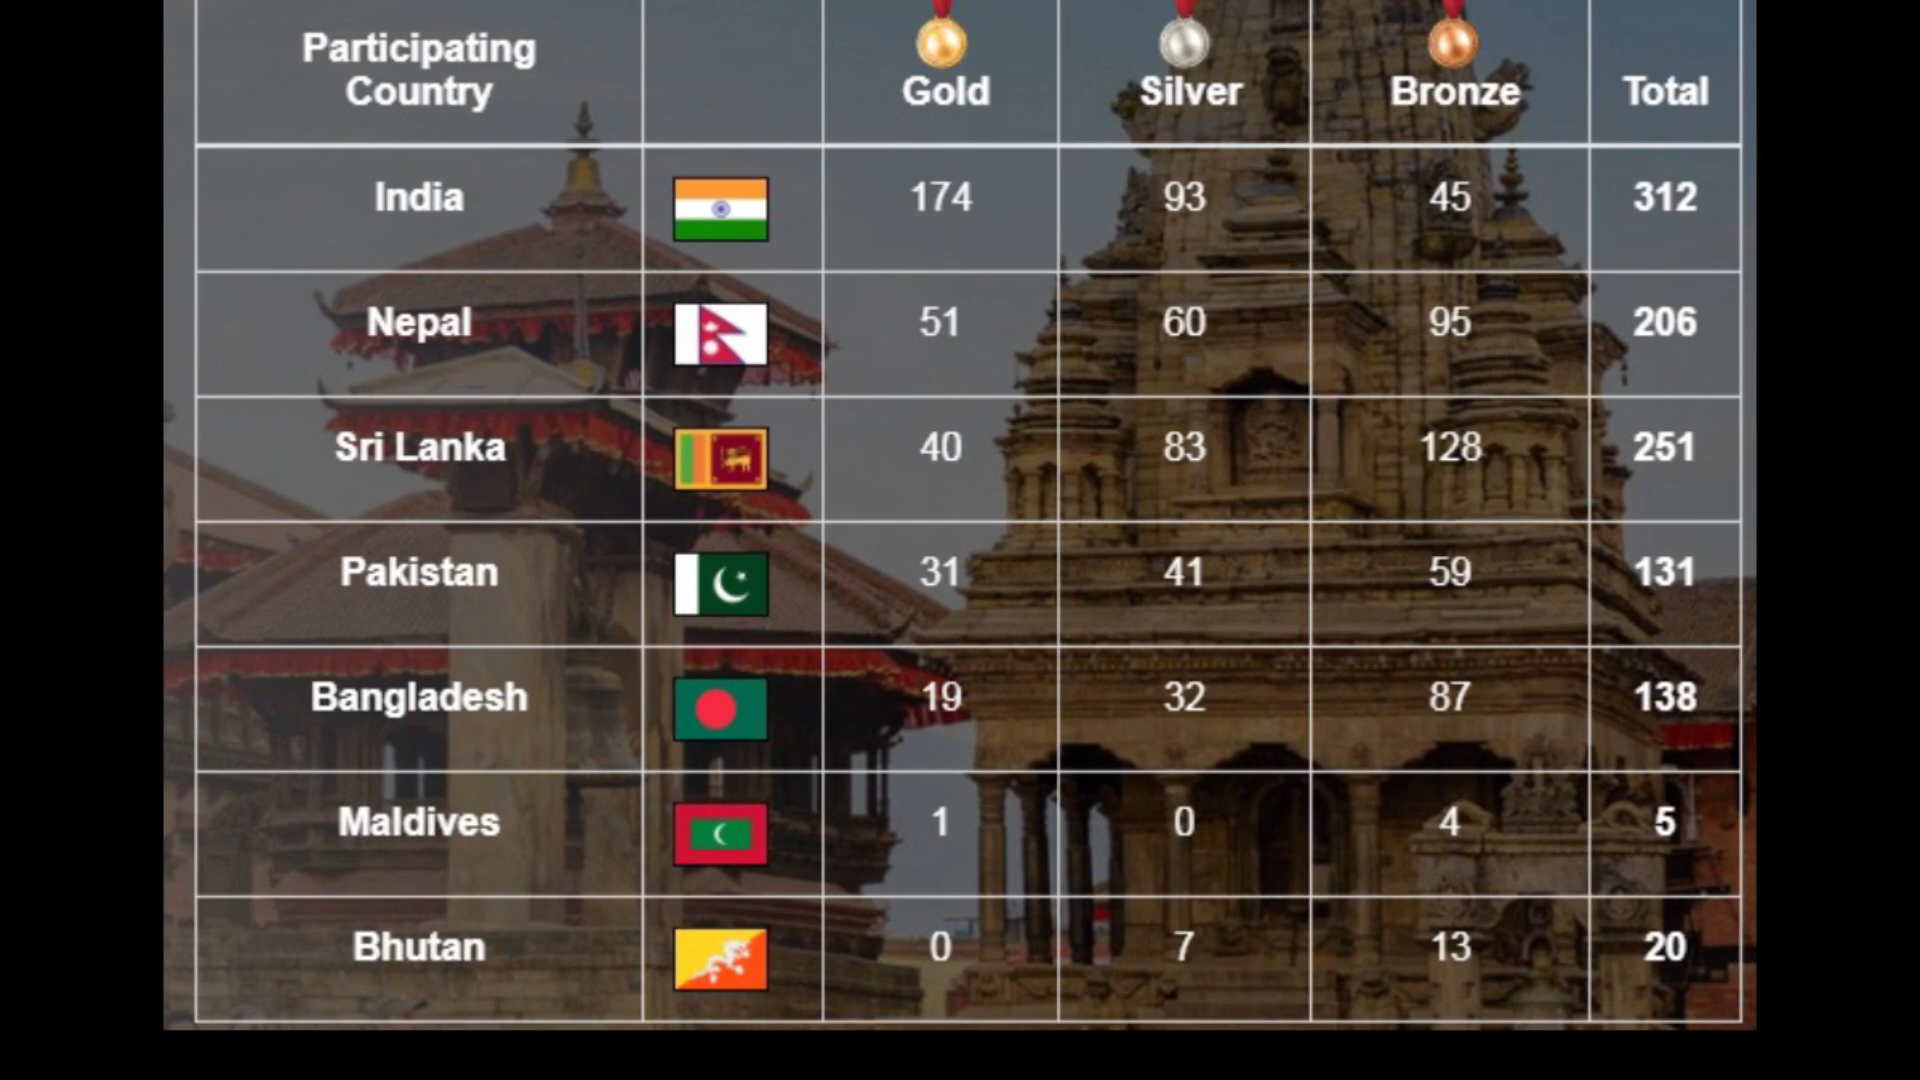 Participating
Country
Gold Silver Bronze Total
India 174 93 45 312
Nepal 51 60 95 206
Sri Lanka 40 83 128 251
Pakistan 31 41 59 131
Bangladesh 19 32 87 138
Maldives 1 0 4 5
Bhutan 0 7 13 20